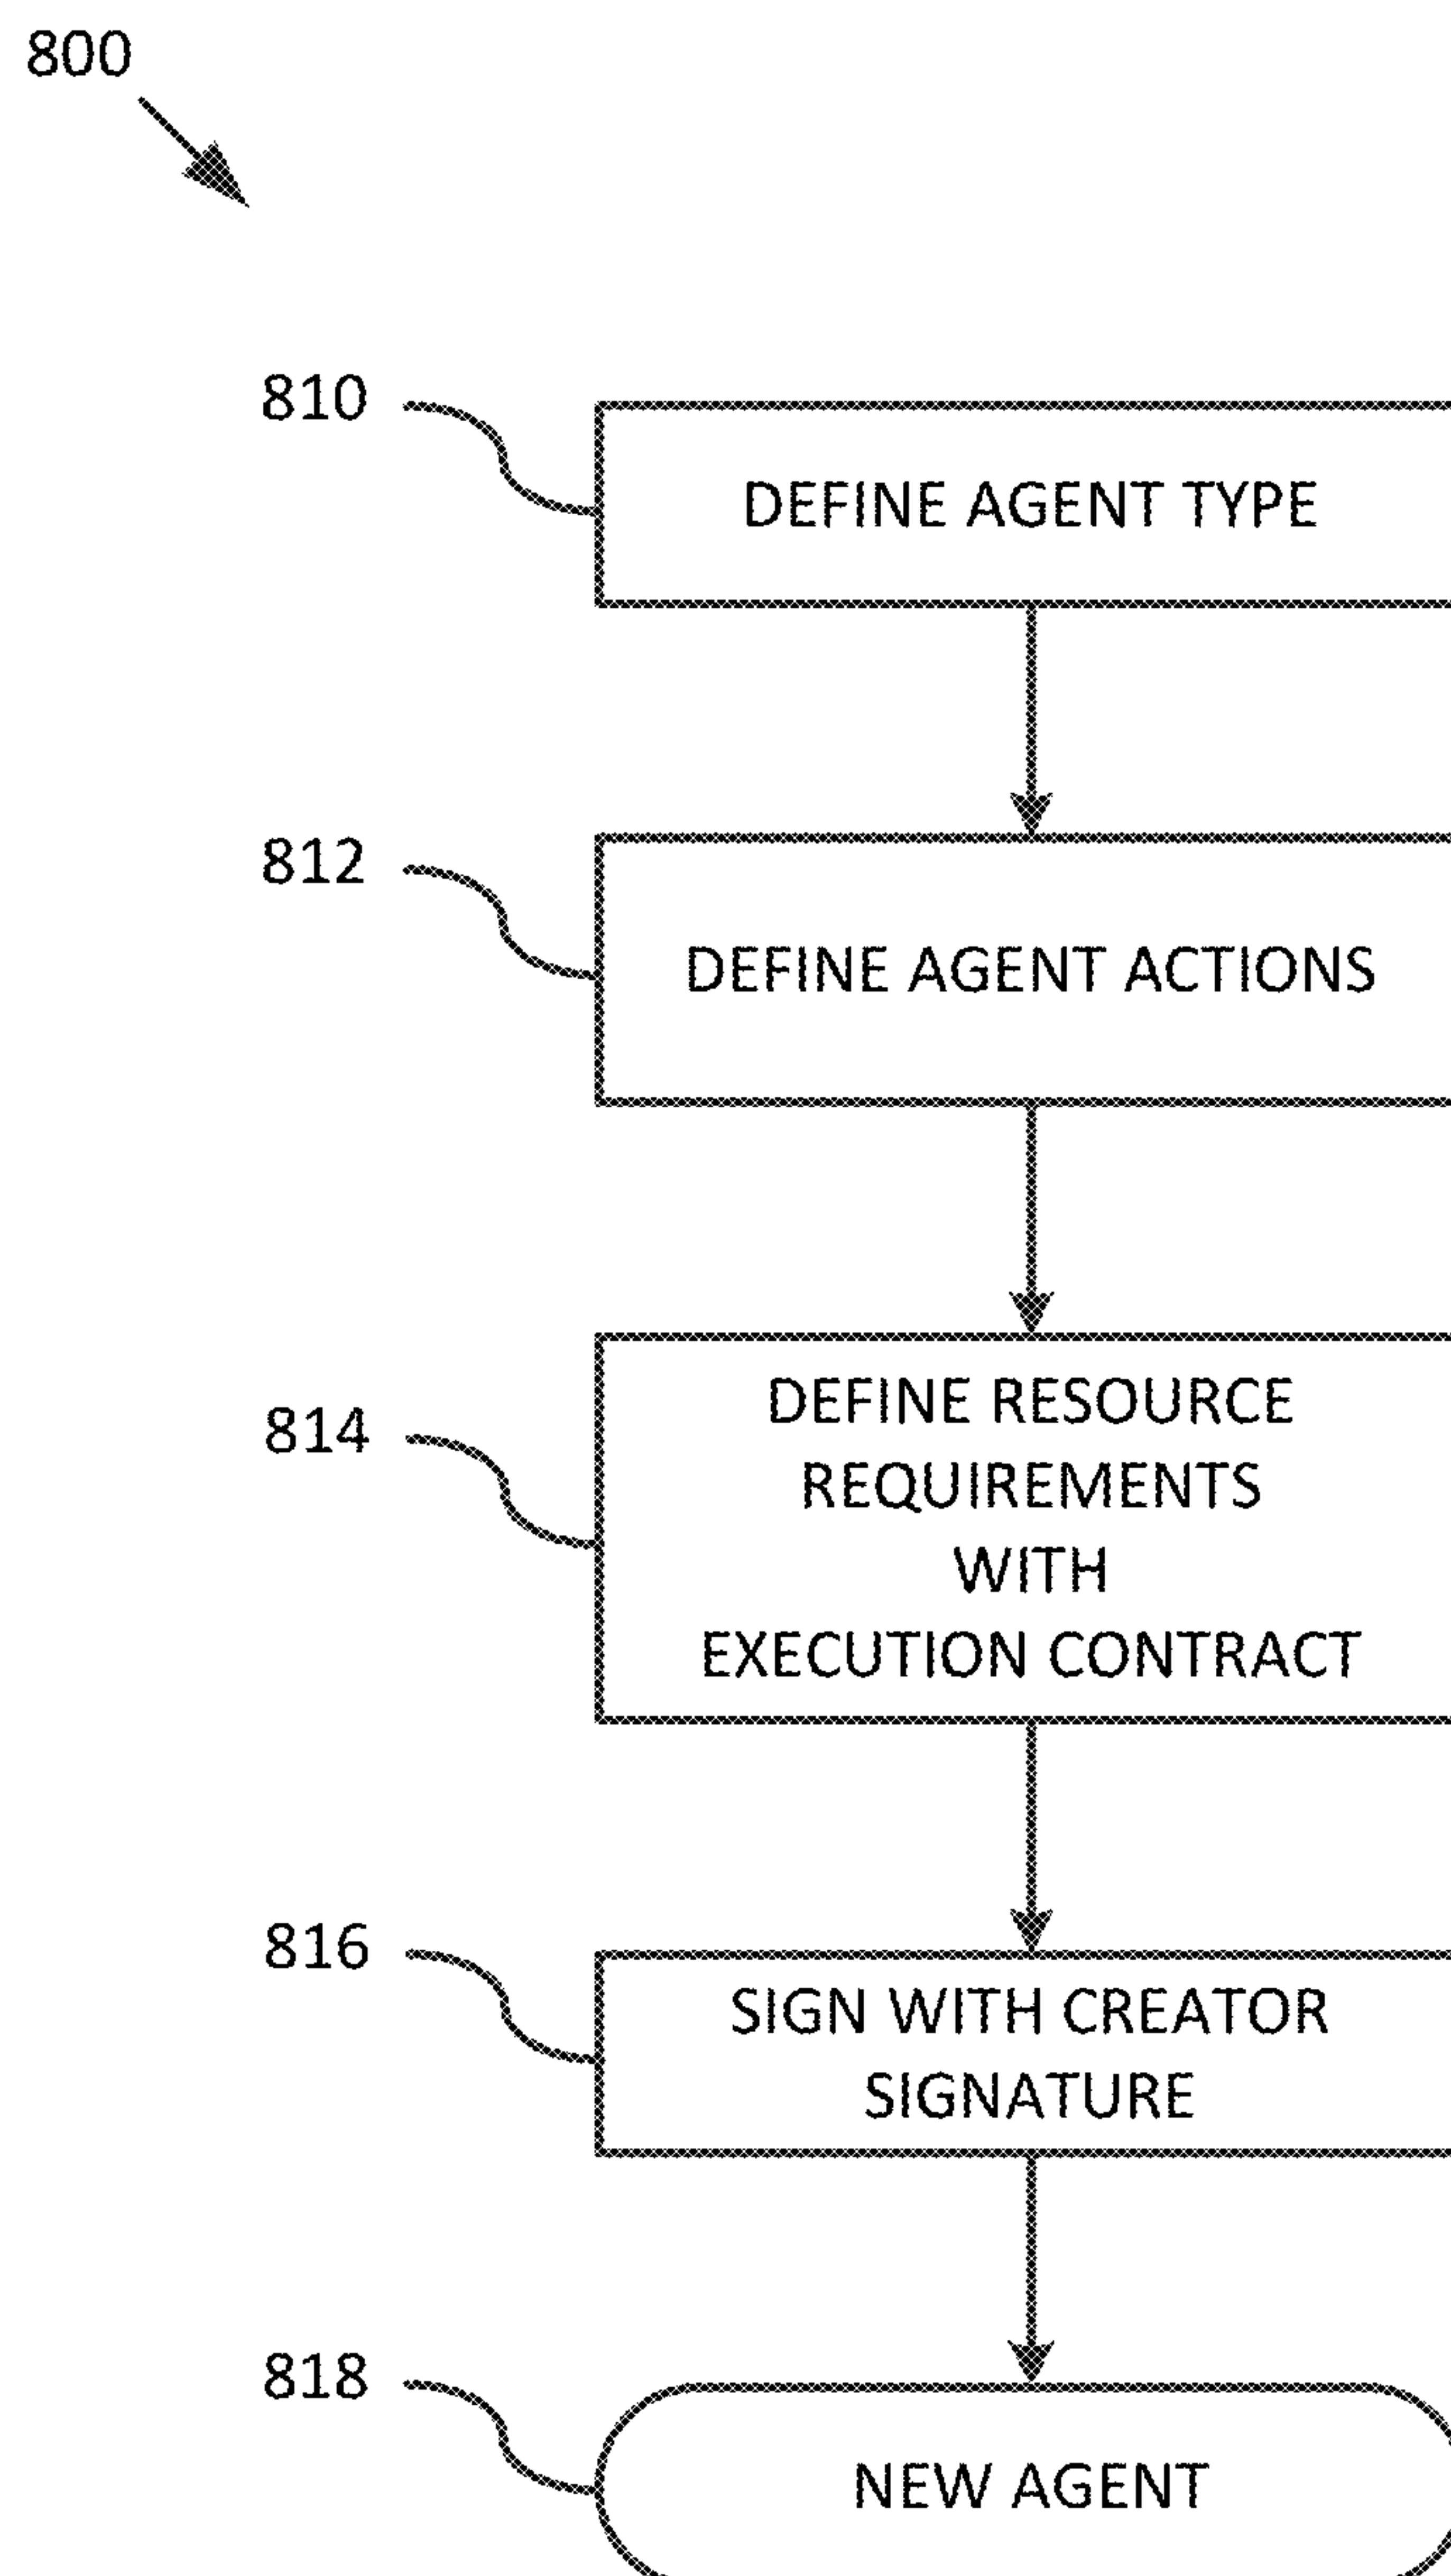 800
810
DEFINE AGENT TYPE
812
DEFINE AGENT ACTIONS
814
DEFINE RESOURCE
REQUIREMENTS
WITH
EXECUTION CONTRACT
816
SIGN WITH CREATOR
SIGNATURE
818
NEW AGENT